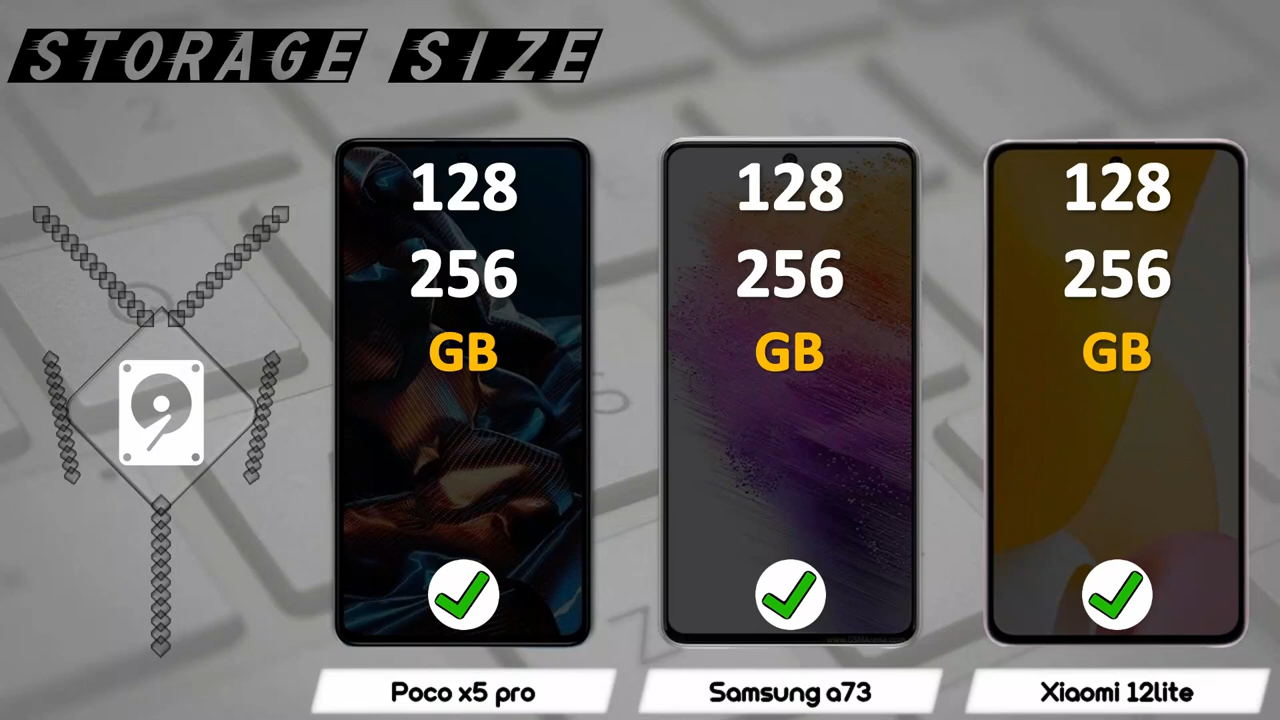 STORAGE SIZE
128
256
GB
128
256
GB
128
256
GB
Poco x5 pro
Samsung a73
Xiaomi 12lite